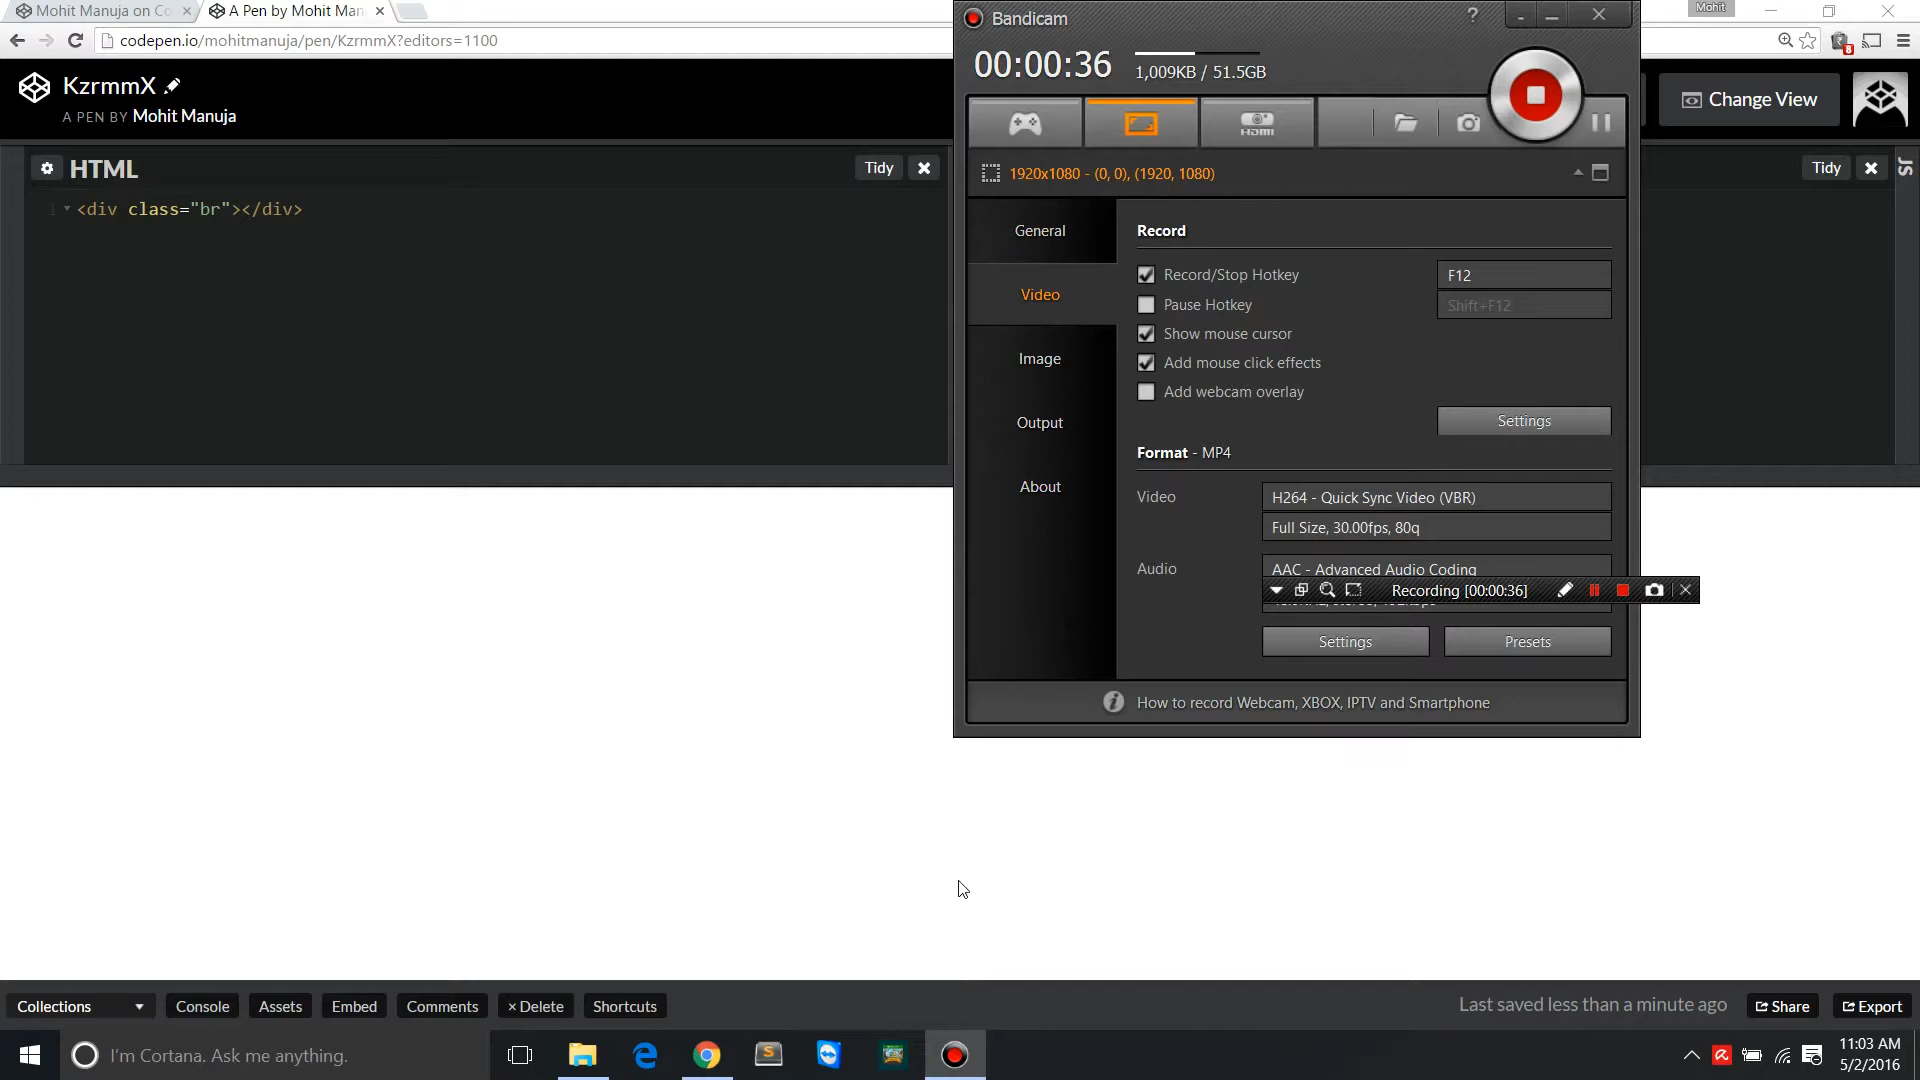 Mohit Manuja on Co
A Pen by Mohit Man
Mohit
codepen.io/mohitmanuja/pen/KzrmmX?editors=1100
8
KzrmmX
A PEN BY Mohit Manuja
Change View
HTML
Tidy
1
<div class="br"></div>
Tidy
JS
Bandicam
?
00:00:36
1,009KB / 51.5GB
HDMI
1920x1080 - (0, 0), (1920, 1080)
General
Video
Image
Output
About
Record
Record/Stop Hotkey
F12
Pause Hotkey
Shift+F12
Show mouse cursor
Add mouse click effects
Add webcam overlay
Settings
Format - MP4
Video
H264 - Quick Sync Video (VBR)
Full Size, 30.00fps, 80q
Audio
AAC - Advanced Audio Coding
Recording [00:00:36]
Settings
Presets
How to record Webcam, XBOX, IPTV and Smartphone
Collections
Console
Assets
Embed
Comments
× Delete
Shortcuts
Last saved less than a minute ago
Share
Export
I'm Cortana. Ask me anything.
11:03 AM
5/2/2016